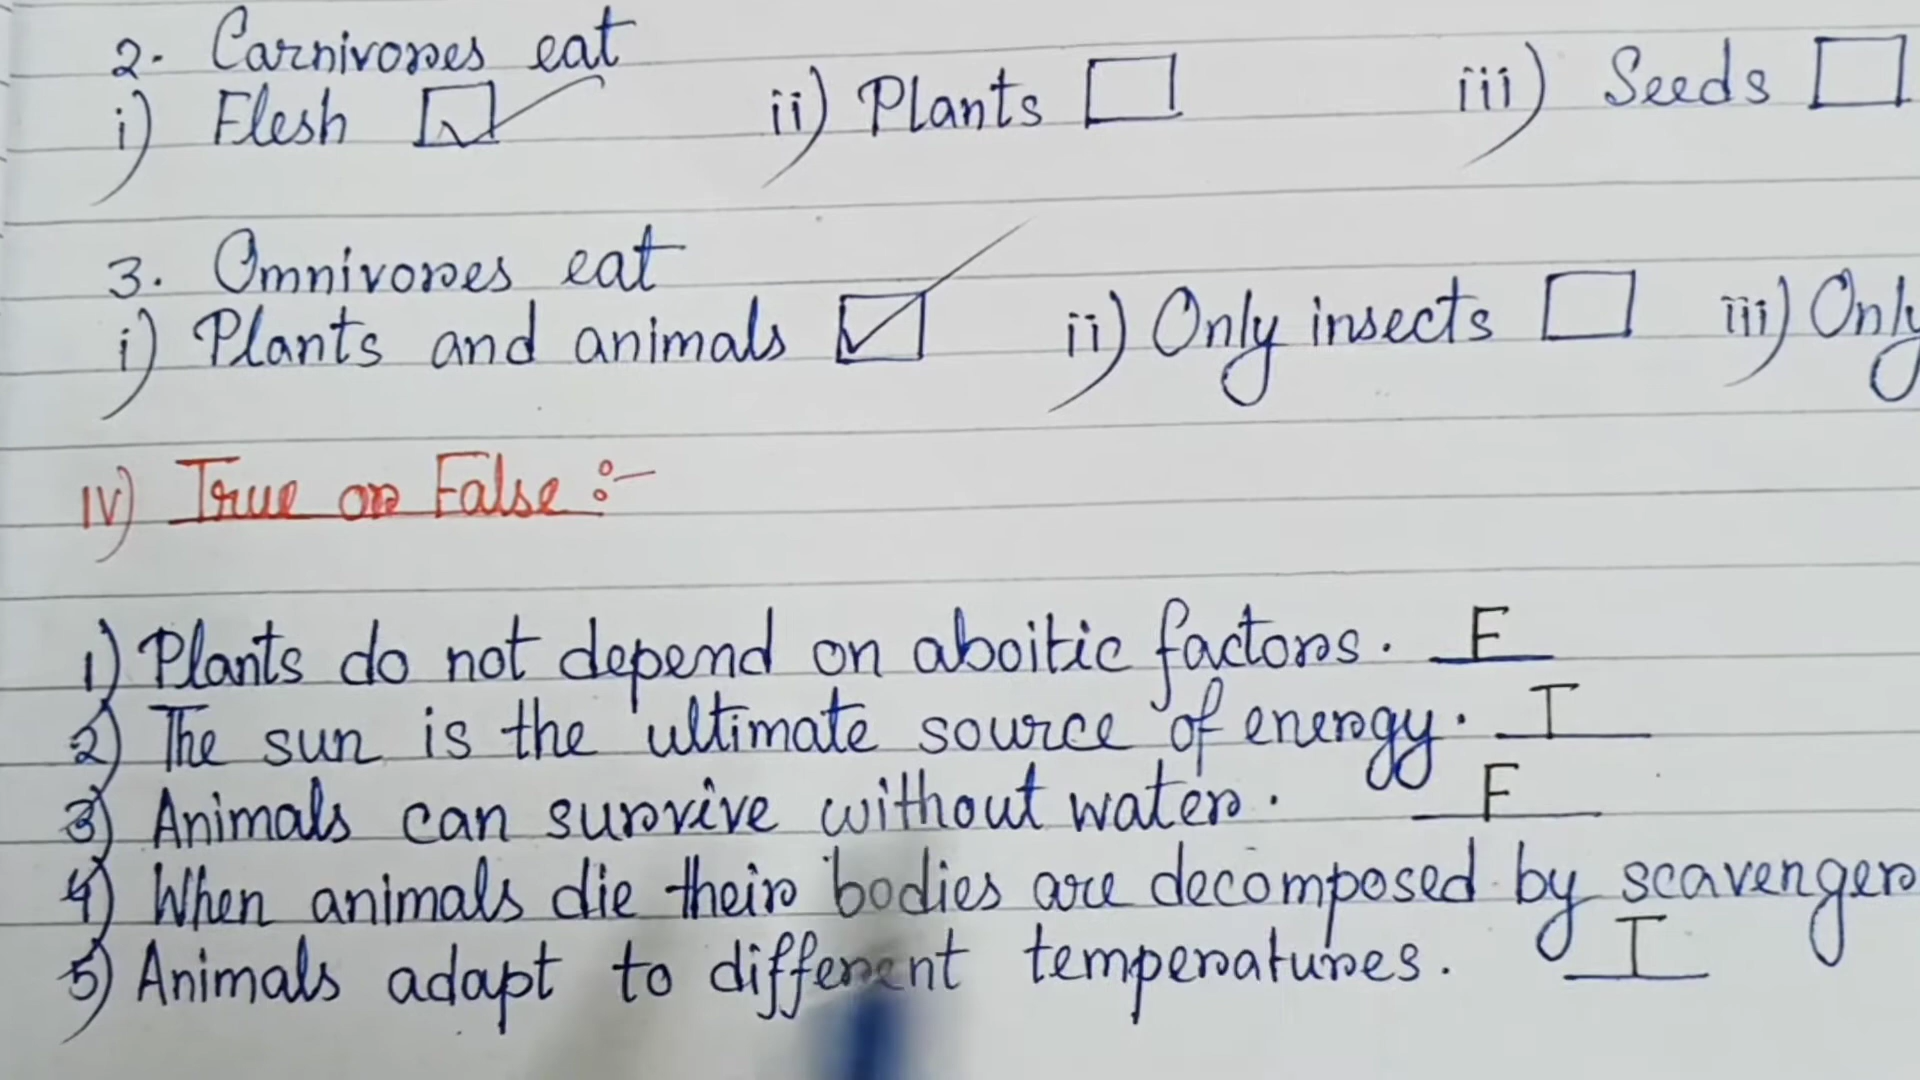 2. Carnivores eat
i) Flesh ii) Plants iii) Seeds
3. Omnivores eat
i) Plants and animals ii) Only insects iii) Only
IV) True or False :-
1) Plants do not depend on aboitic factors. F
2) The sun is the ultimate source of energy. T
3) Animals can survive without water. F
4) When animals die their bodies are decomposed by scavenger
5) Animals adapt to different temperatures. T